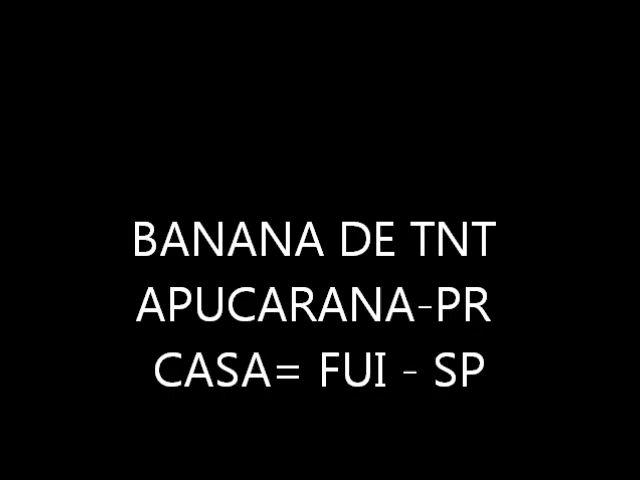 BANANA DE TNT
APUCARANA-PR
CASA= FUI - SP